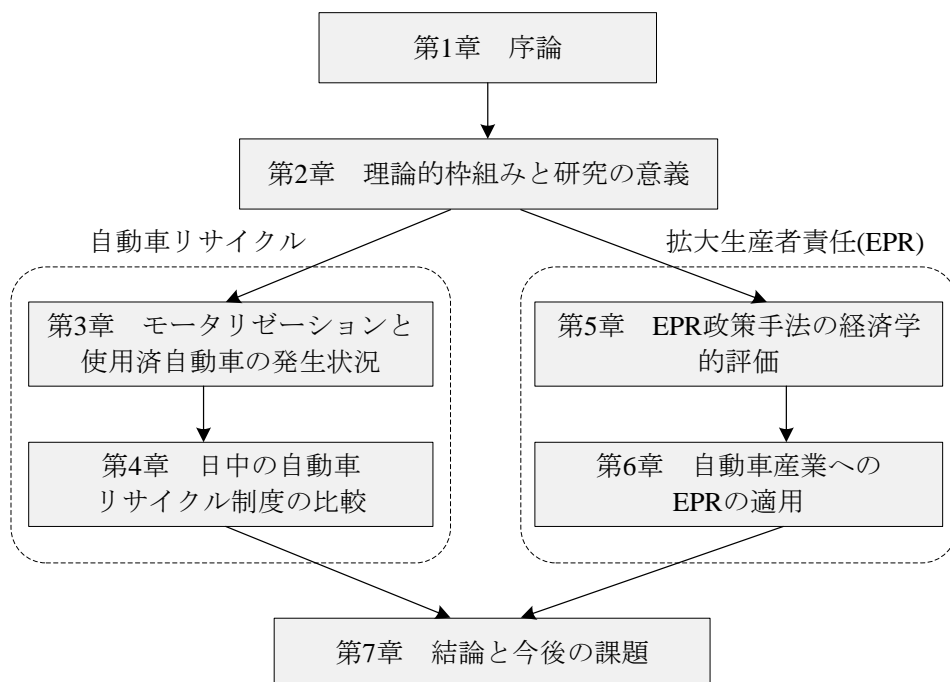 第1章　序論
第2章　理論的枠組みと研究の意義
自動車リサイクル
第3章　モータリゼーションと
使用済自動車の発生状況
第4章　日中の自動車
リサイクル制度の比較
拡大生産者責任(EPR)
第5章　EPR政策手法の経済学
的評価
第6章　自動車産業への
EPRの適用
第7章　結論と今後の課題